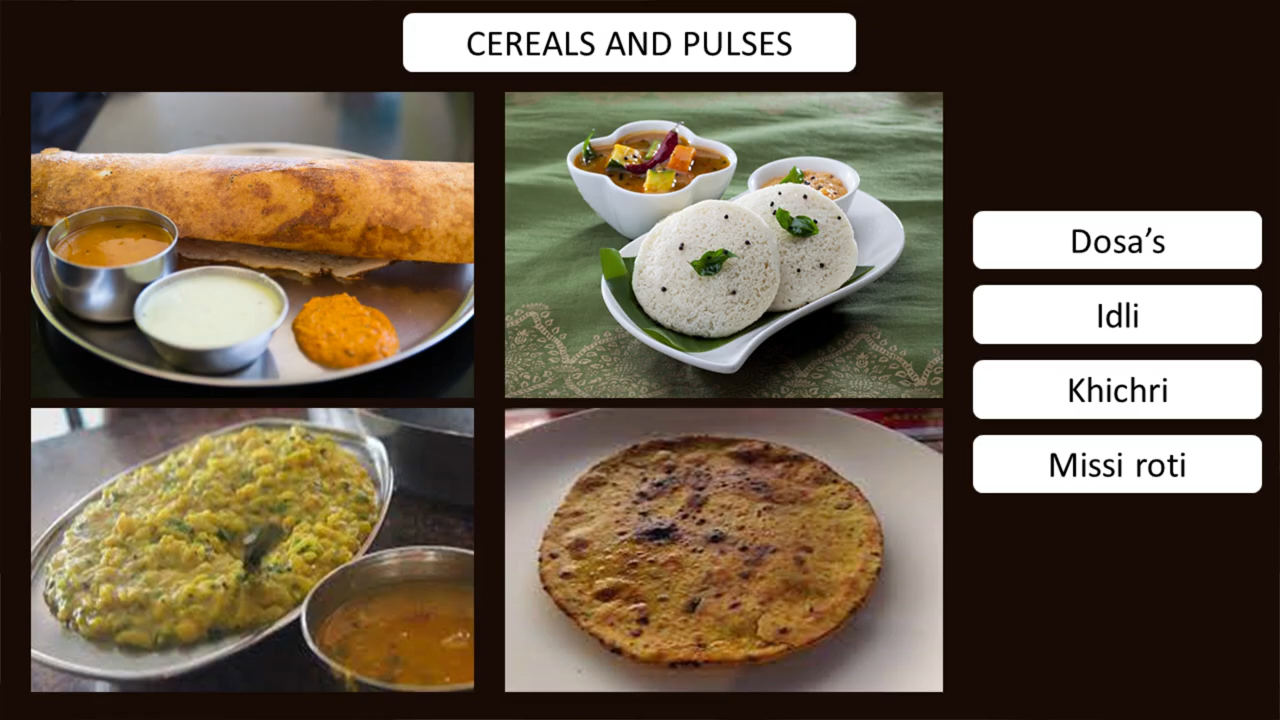 CEREALS AND PULSES
Dosa’s
Idli
Khichri
Missi roti